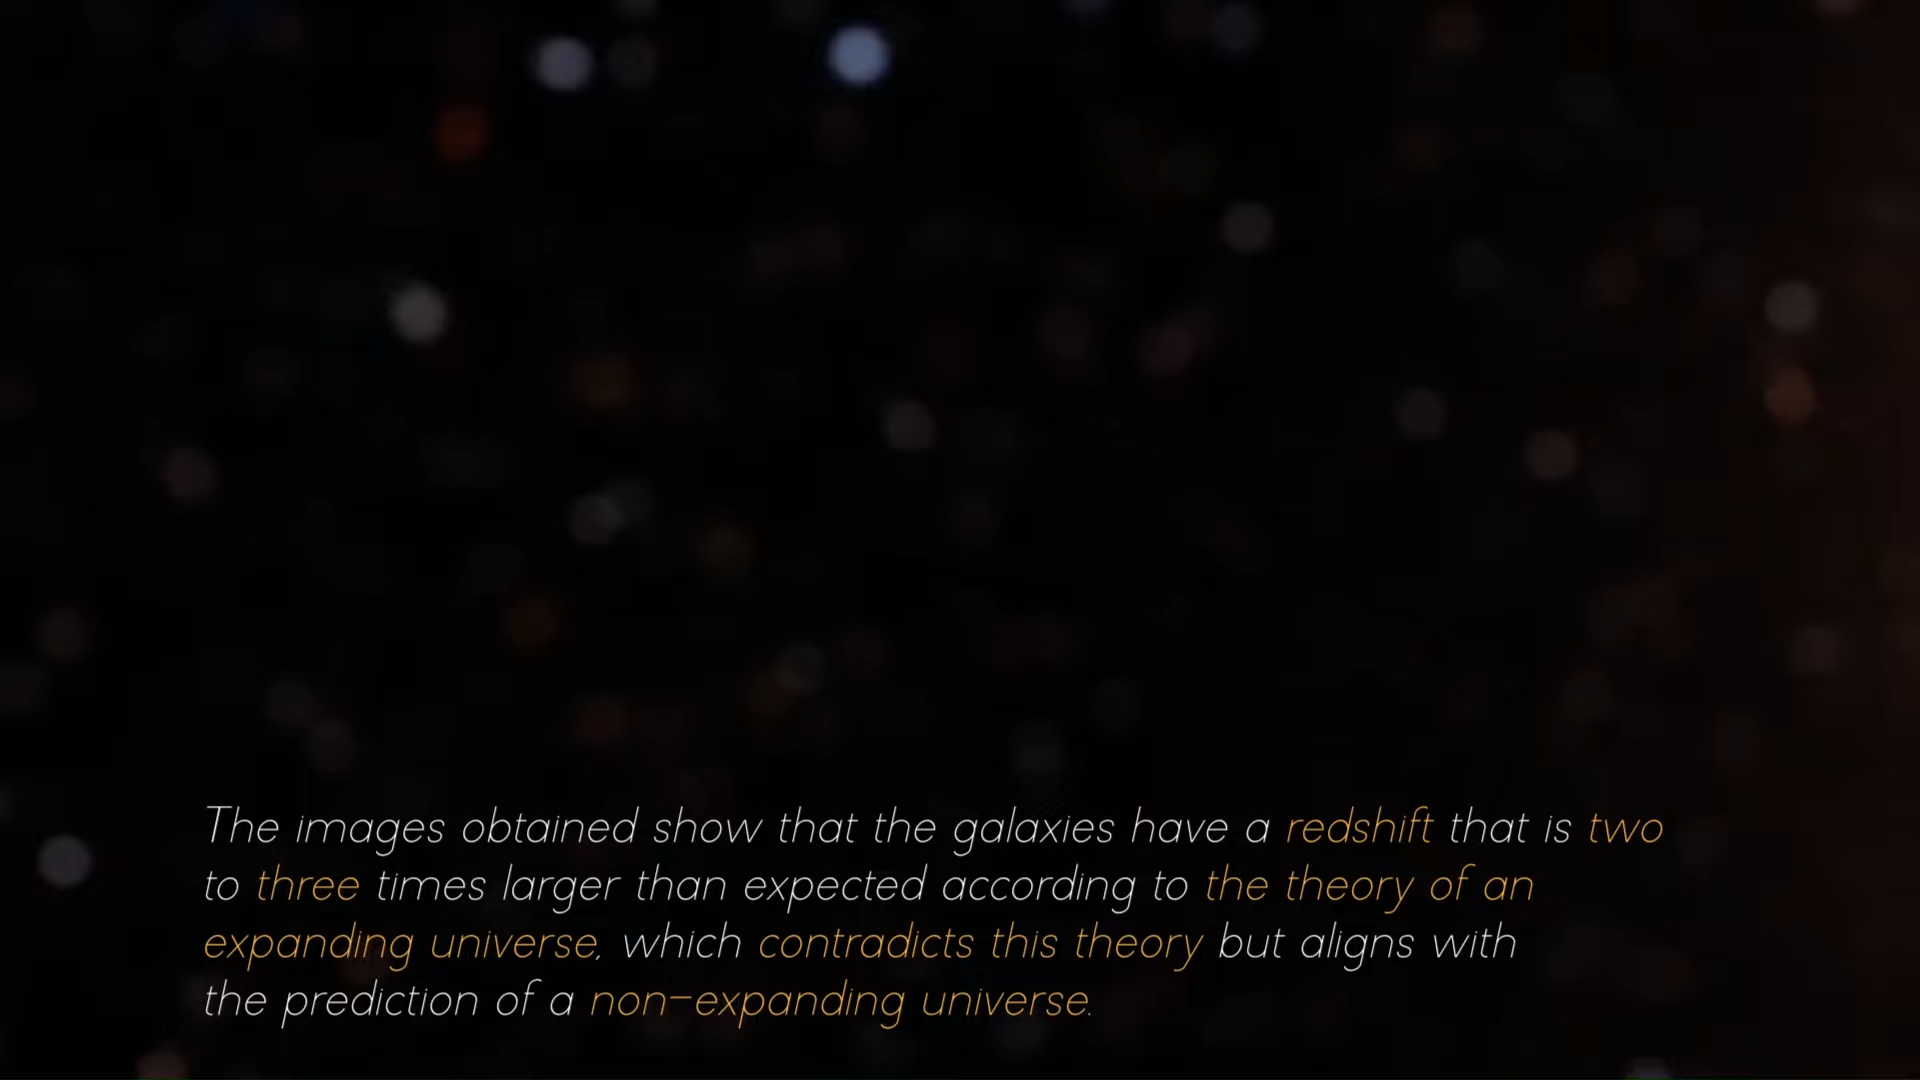 The images obtained show that the galaxies have a redshift that is two
to three times larger than expected according to the theory of an
expanding universe, which contradicts this theory but aligns with
the prediction of a non-expanding universe.